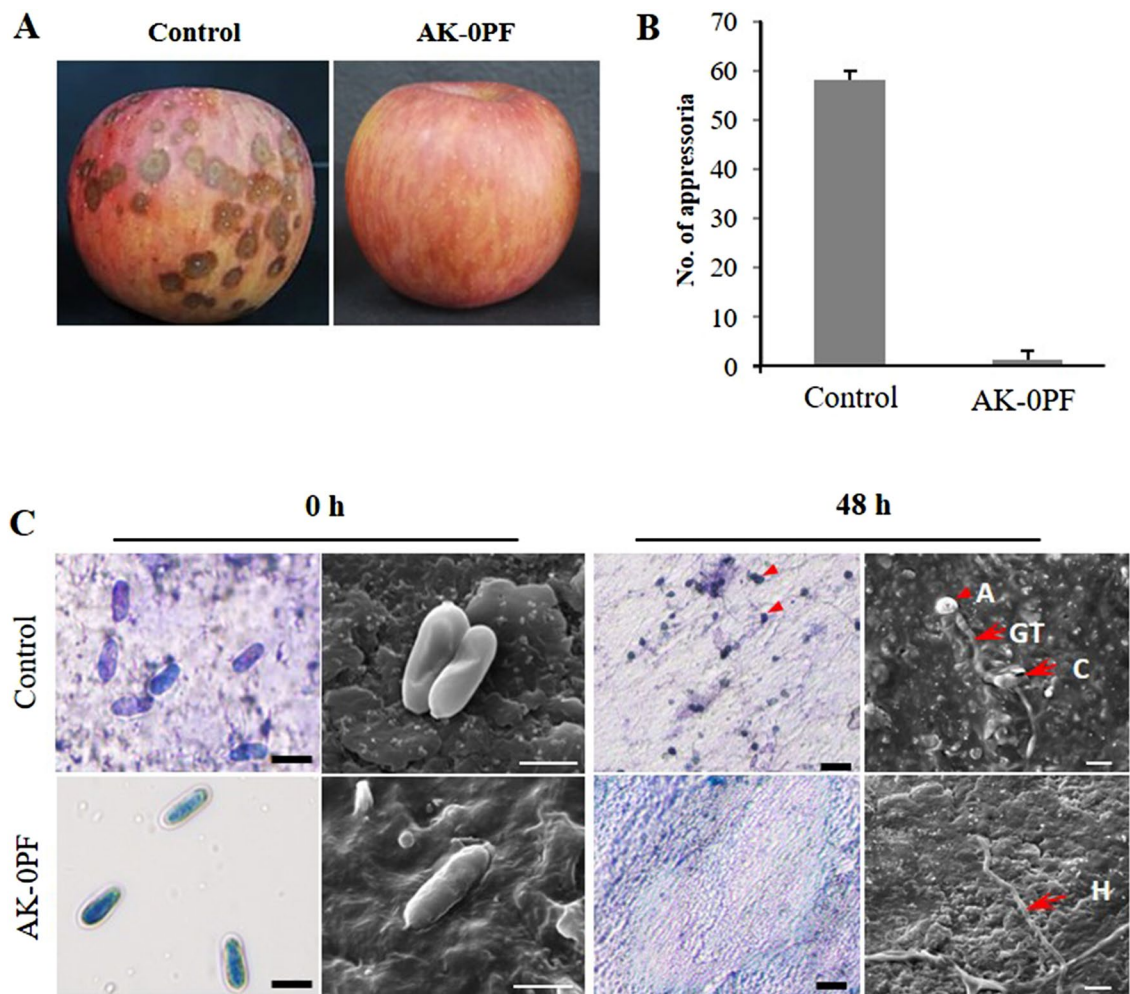 A
Control
AK-0PF
B
No. of appressoria
70
60
50
40
30
20
10
0
Control
AK-0PF
C
0 h
48 h
Control
A
GT
C
AK-0PF
H